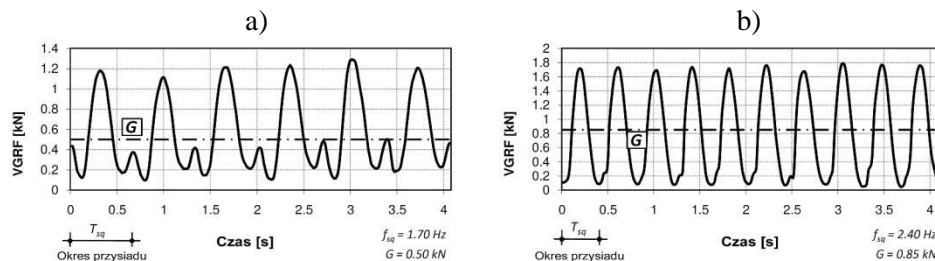 a)
VGRF [kN]
1.4
1.2
1
0.8
0.6
0.4
0.2
0
G
0 0.5 1 1.5 2 2.5 3 3.5 4
T_sq
Okres przysiadu
Czas [s]
f_sq = 1.70 Hz
G = 0.50 kN
b)
VGRF [kN]
2
1.8
1.6
1.4
1.2
1
0.8
0.6
0.4
0.2
0
G
0 0.5 1 1.5 2 2.5 3 3.5 4
T_sq
Okres przysiadu
Czas [s]
f_sq = 2.40 Hz
G = 0.85 kN